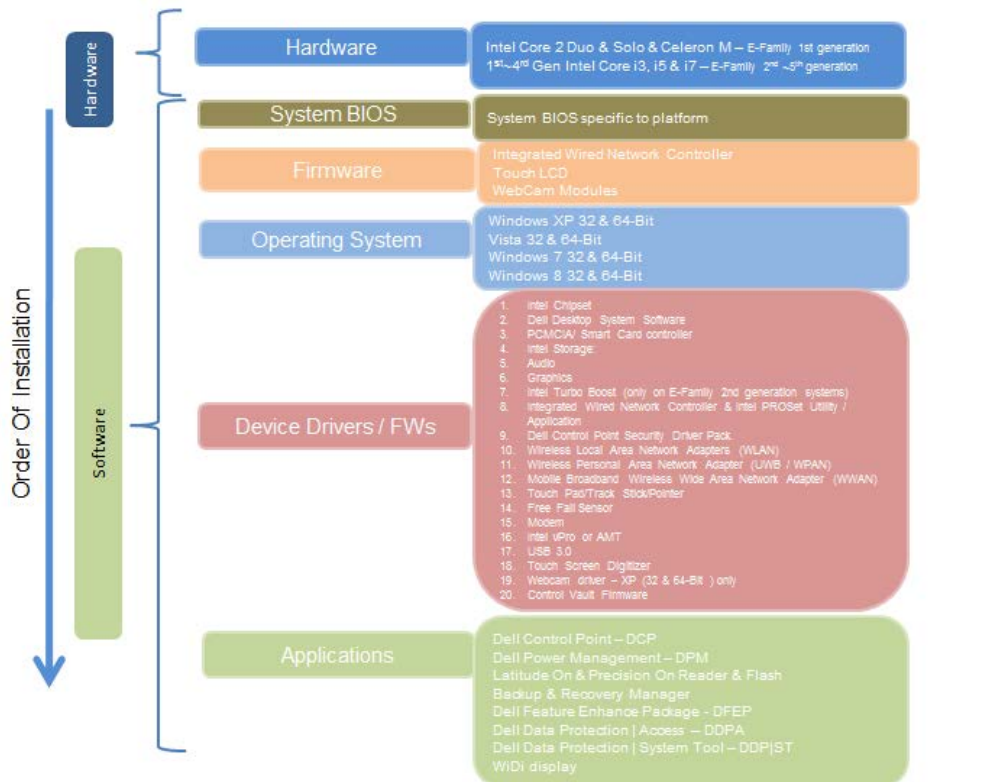 Order Of Installation
Hardware
Software
Hardware
Intel Core 2 Duo & Solo & Celeron M – E-Family 1st generation
1st~4rd Gen Intel Core i3, i5 & i7 – E-Family 2nd ~5th generation
System BIOS
System BIOS specific to platform
Firmware
Integrated Wired Network Controller
Touch LCD
WebCam Modules
Operating System
Windows XP 32 & 64-Bit
Vista 32 & 64-Bit
Windows 7 32 & 64-Bit
Windows 8 32 & 64-Bit
Device Drivers / FWs
1. Intel Chipset
2. Dell Desktop System Software
3. PCMCIA/ Smart Card controller
4. Intel Storage:
5. Audio
6. Graphics
7. Intel Turbo Boost (only on E-Family 2nd generation systems)
8. Integrated Wired Network Controller & Intel PROSet Utility /
Application
9. Dell Control Point Security Driver Pack
10. Wireless Local Area Network Adapters (WLAN)
11. Wireless Personal Area Network Adapter (UWB / WPAN)
12. Mobile Broadband Wireless Wide Area Network Adapter (WWAN)
13. Touch Pad/Track Stick/Pointer
14. Free Fall Sensor
15. Modem
16. Intel vPro or AMT
17. USB 3.0
18. Touch Screen Digitizer
19. Webcam driver – XP (32 & 64-Bit ) only
20. Control Vault Firmware
Applications
Dell Control Point – DCP
Dell Power Management – DPM
Latitude On & Precision On Reader & Flash
Backup & Recovery Manager
Dell Feature Enhance Package - DFEP
Dell Data Protection | Access – DDPA
Dell Data Protection | System Tool – DDP|ST
WiDi display